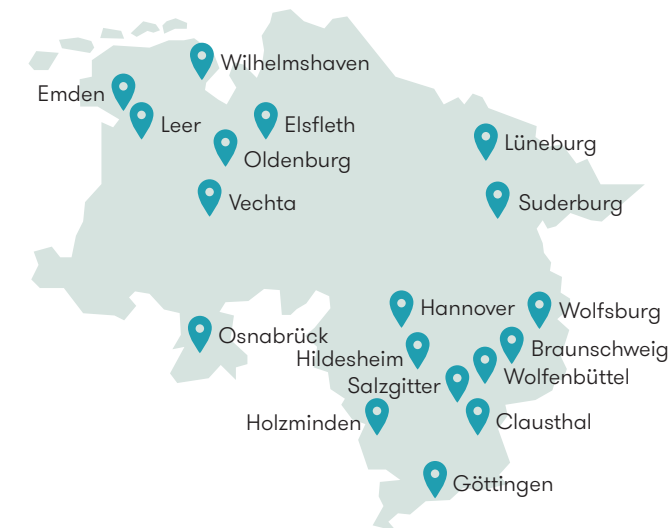 Wilhelmshaven
Emden
Leer
Elsfleth
Lüneburg
Oldenburg
Vechta
Suderburg
Hannover
Wolfsburg
Osnabrück
Braunschweig
Hildesheim
Wolfenbüttel
Salzgitter
Holzminden
Clausthal
Göttingen